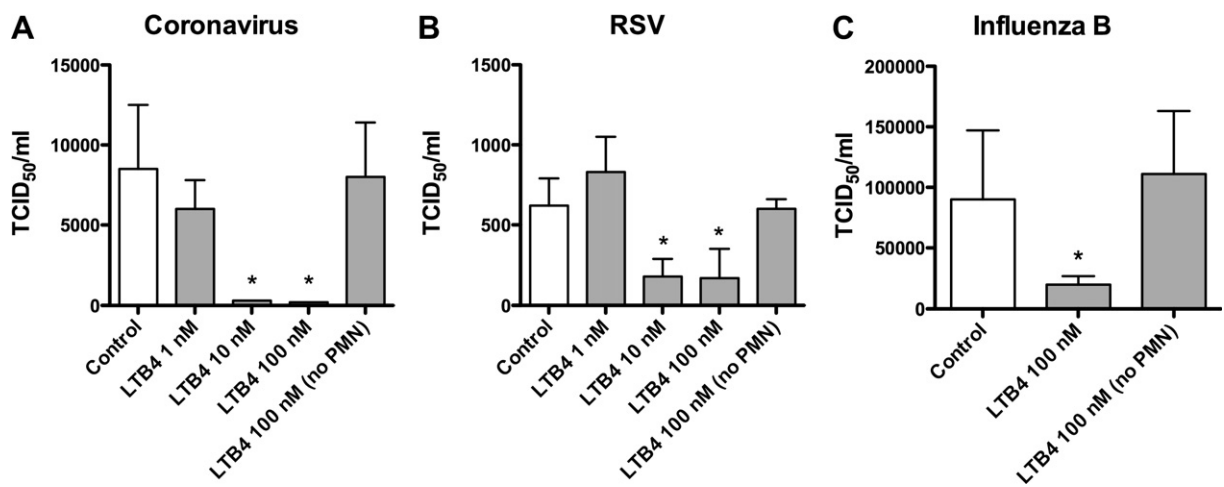 A Coronavirus
TCID50/ml
15000
10000
5000
0
* *
Control
LTB4 1 nM
LTB4 10 nM
LTB4 100 nM
LTB4 100 nM (no PMN)
B RSV
TCID50/ml
1500
1000
500
0
* *
Control
LTB4 1 nM
LTB4 10 nM
LTB4 100 nM
LTB4 100 nM (no PMN)
C Influenza B
TCID50/ml
200000
150000
100000
50000
0
*
Control
LTB4 100 nM
LTB4 100 nM (no PMN)